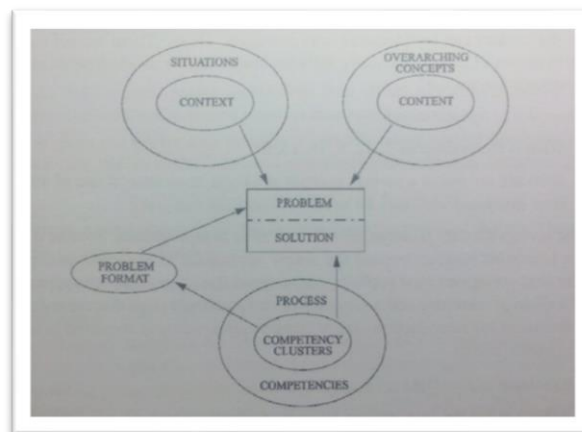 SITUATIONS
CONTEXT
OVERARCHING
CONCEPTS
CONTENT
PROBLEM
SOLUTION
PROBLEM
FORMAT
PROCESS
COMPETENCY
CLUSTERS
COMPETENCIES